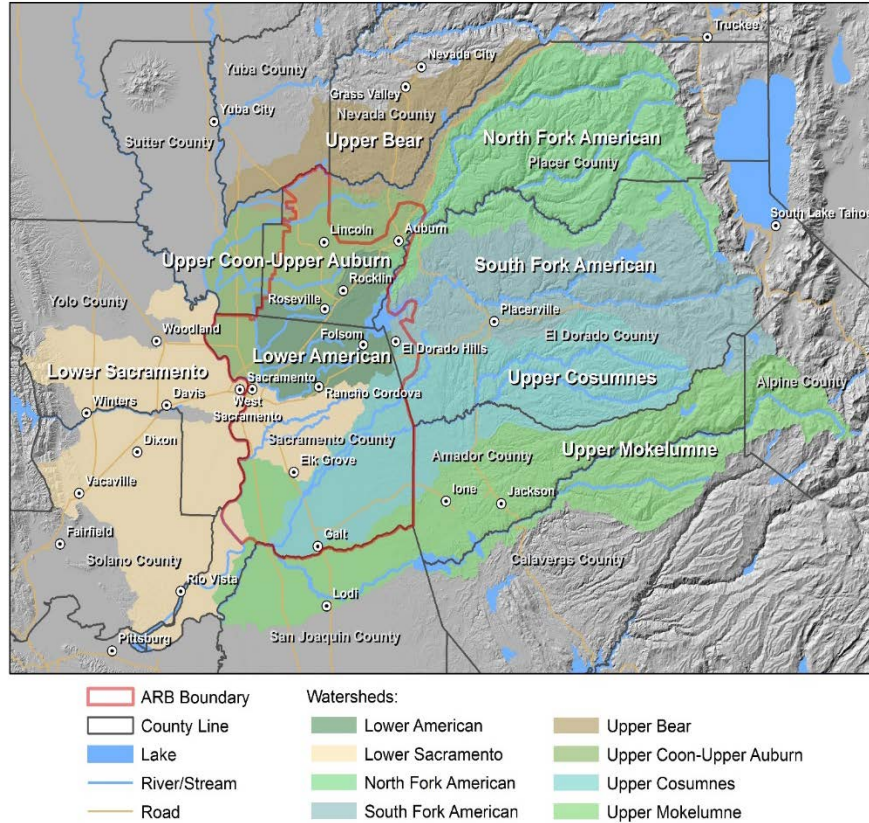 Truckee
Nevada City
Yuba County
Grass Valley
Nevada County
Yuba City
Upper Bear
Sutter County
North Fork American
Placer County
South Lake Tahoe
Lincoln
Auburn
Upper Coon-Upper Auburn
South Fork American
Rocklin
Yolo County
Roseville
Placerville
Woodland
Folsom
El Dorado County
El Dorado Hills
Lower American
Lower Sacramento
Upper Cosumnes
Alpine County
Sacramento
Davis
West
Sacramento
Rancho Cordova
Winters
Sacramento County
Upper Mokelumne
Dixon
Amador County
Elk Grove
Vacaville
Ione
Jackson
Fairfield
Galt
Solano County
Calaveras County
Rio Vista
Lodi
San Joaquin County
Pittsburg
ARB Boundary
County Line
Lake
River/Stream
Road
Watersheds:
Lower American
Lower Sacramento
North Fork American
South Fork American
Upper Bear
Upper Coon-Upper Auburn
Upper Cosumnes
Upper Mokelumne